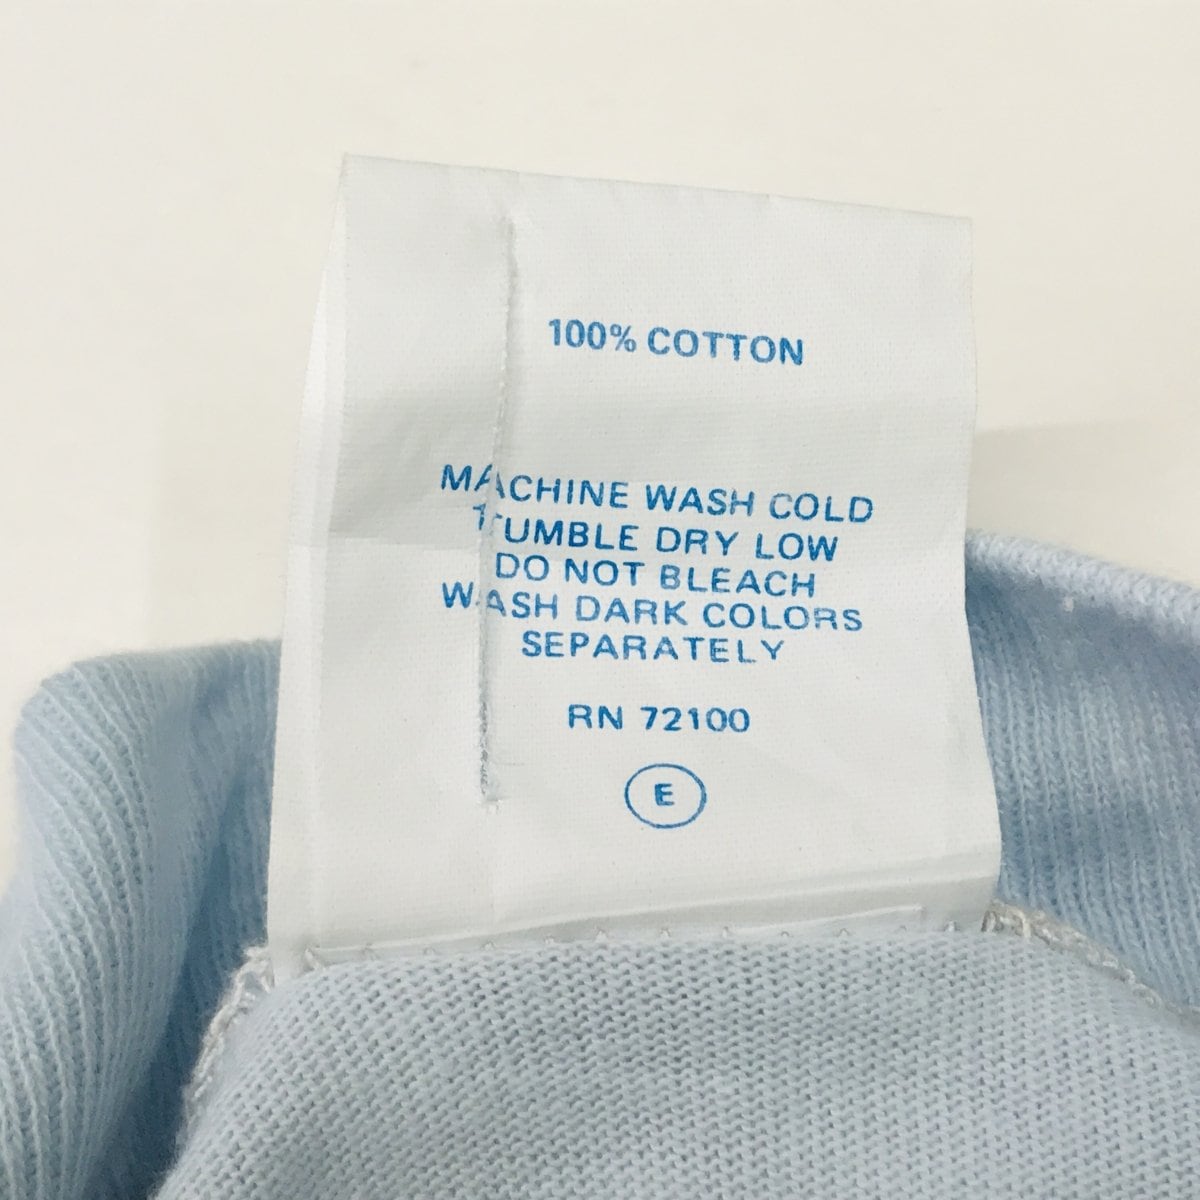 100% COTTON
MACHINE WASH COLD
TUMBLE DRY LOW
DO NOT BLEACH
WASH DARK COLORS
SEPARATELY
RN 72100
E